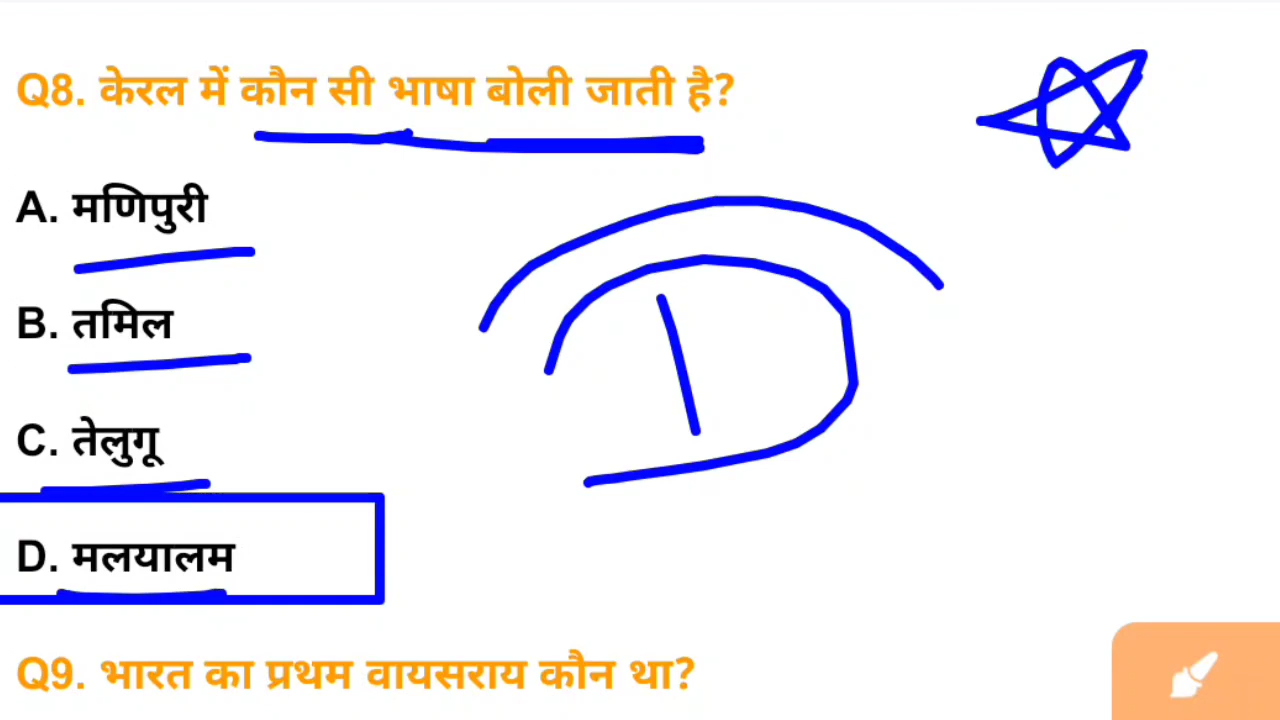 Q8. केरल में कौन सी भाषा बोली जाती है?
A. मणिपुरी
B. तमिल
C. तेलुगू
D. मलयालम
D
Q9. भारत का प्रथम वायसराय कौन था?